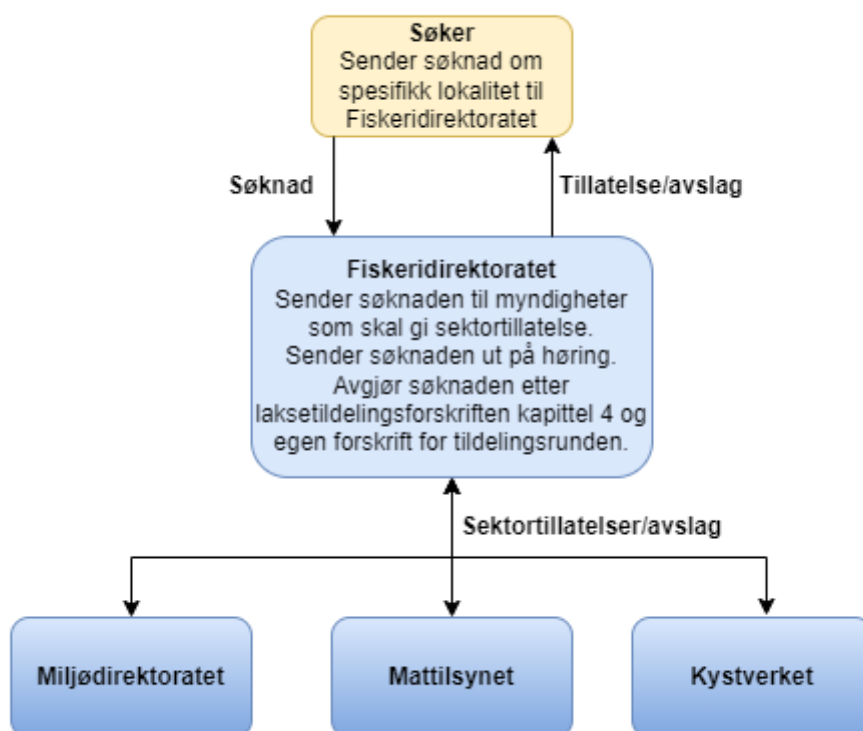 Søker
Sender søknad om
spesifikk lokalitet til
Fiskeridirektoratet
Søknad
Tillatelse/avslag
Fiskeridirektoratet
Sender søknaden til myndigheter
som skal gi sektortillatelse.
Sender søknaden ut på høring.
Avgjør søknaden etter
laksetildelingsforskriften kapittel 4 og
egen forskrift for tildelingsrunden.
Sektortillatelser/avslag
Miljødirektoratet
Mattilsynet
Kystverket